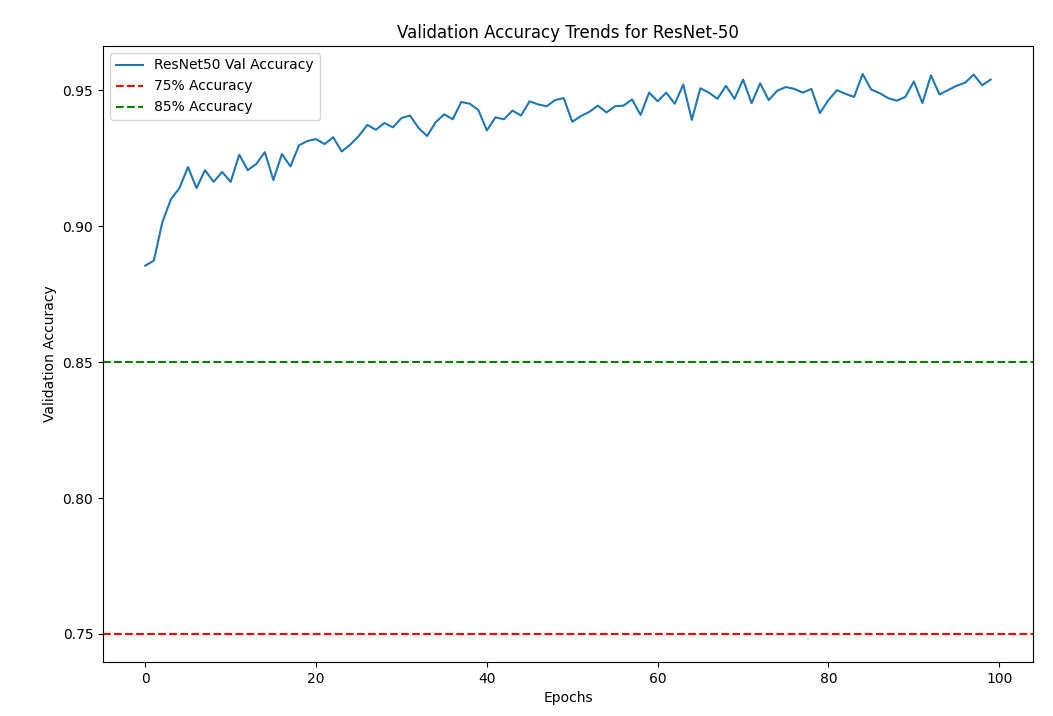 Validation Accuracy Trends for ResNet-50
ResNet50 Val Accuracy
75% Accuracy
85% Accuracy
0.95
0.90
0.85
0.80
0.75
Validation Accuracy
0 20 40 60 80 100
Epochs